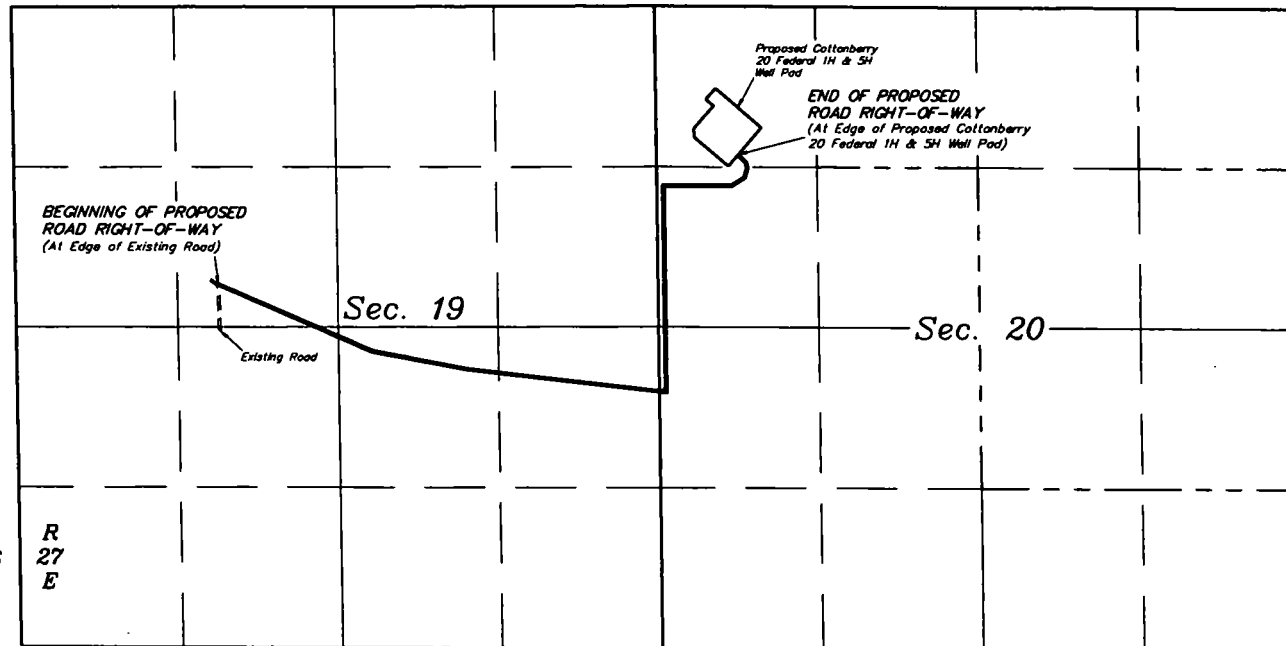 Proposed Cottonberry
20 Federal 1H & 5H
Well Pad
END OF PROPOSED
ROAD RIGHT-OF-WAY
(At Edge of Proposed Cottonberry
20 Federal 1H & 5H Well Pad)
BEGINNING OF PROPOSED
ROAD RIGHT-OF-WAY
(At Edge of Existing Road)
Sec. 19
Sec. 20
Existing Road
R
27
E